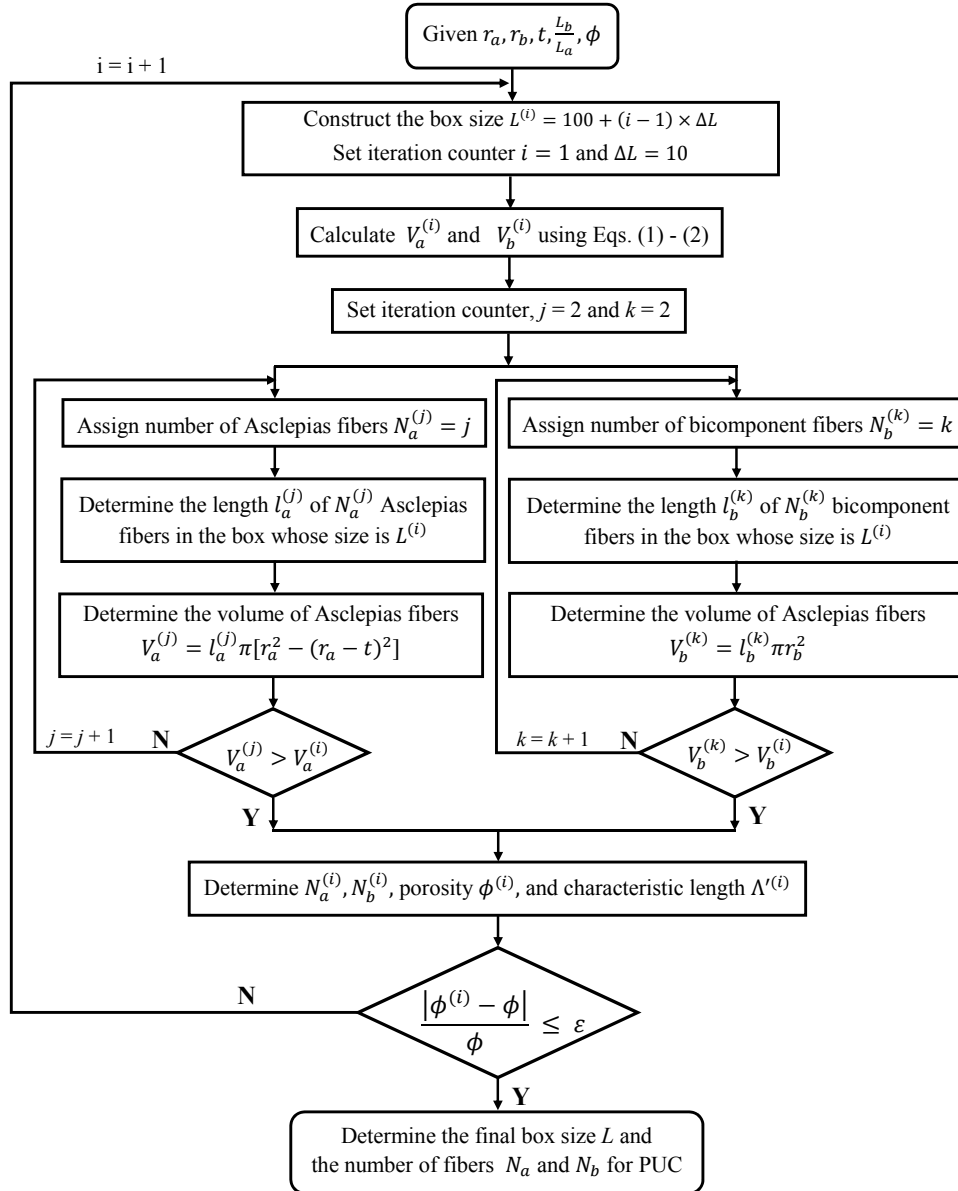 Given r_a, r_b, t, L_b/L_a, ϕ
i = i + 1
Construct the box size L^(i) = 100 + (i − 1) × ΔL
Set iteration counter i = 1 and ΔL = 10
Calculate V_a^(i) and V_b^(i) using Eqs. (1) - (2)
Set iteration counter, j = 2 and k = 2
Assign number of Asclepias fibers N_a^(j) = j
Determine the length l_a^(j) of N_a^(j) Asclepias
fibers in the box whose size is L^(i)
Determine the volume of Asclepias fibers
V_a^(j) = l_a^(j) π[r_a^2 − (r_a − t)^2]
j = j + 1
N
V_a^(j) > V_a^(i)
Y
Assign number of bicomponent fibers N_b^(k) = k
Determine the length l_b^(k) of N_b^(k) bicomponent
fibers in the box whose size is L^(i)
Determine the volume of Asclepias fibers
V_b^(k) = l_b^(k) πr_b^2
k = k + 1
N
V_b^(k) > V_b^(i)
Y
Determine N_a^(i), N_b^(i), porosity ϕ^(i), and characteristic length Λ′^(i)
N
|ϕ^(i) − ϕ|/ϕ ≤ ε
Y
Determine the final box size L and
the number of fibers N_a and N_b for PUC